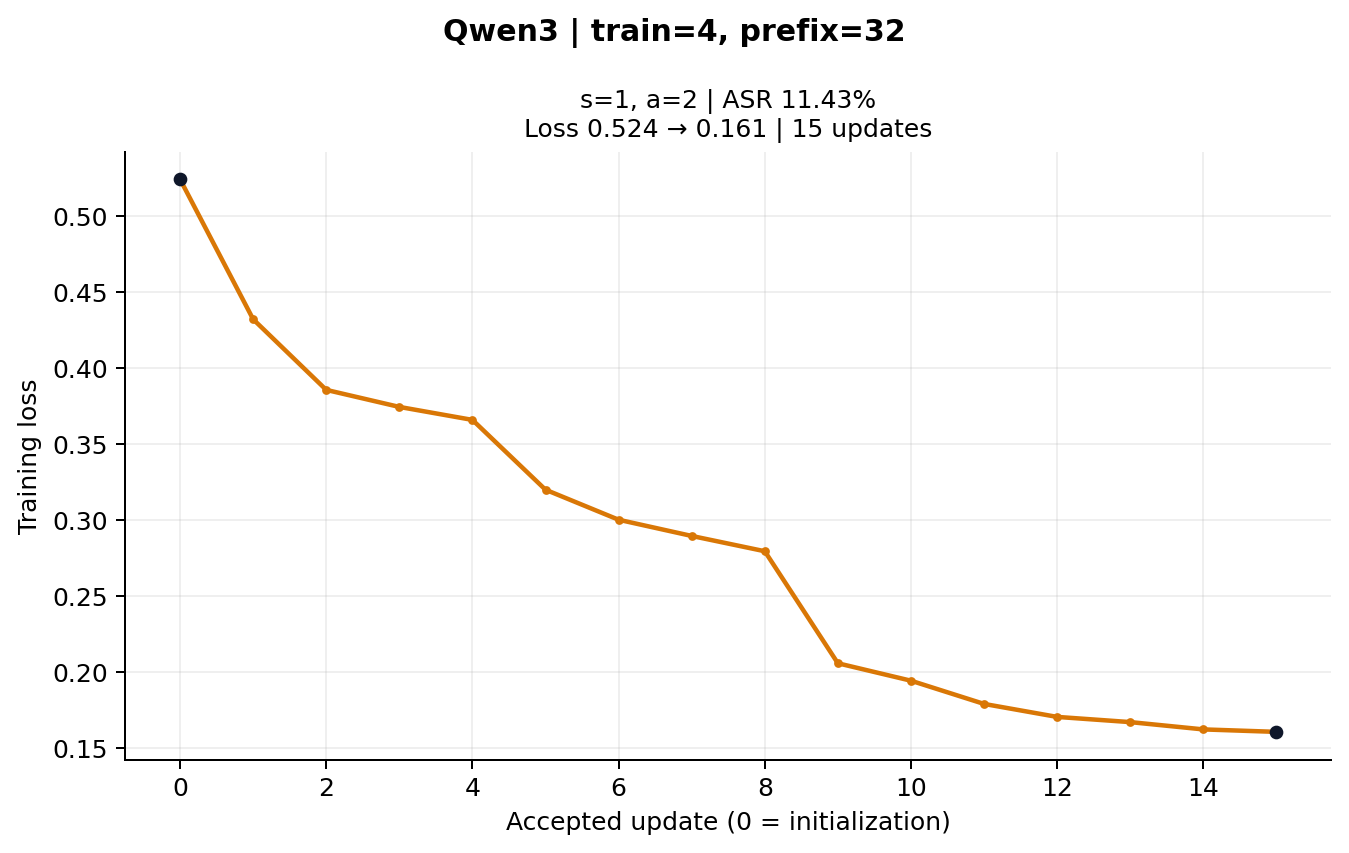 Qwen3 | train=4, prefix=32
s=1, a=2 | ASR 11.43%
Loss 0.524 → 0.161 | 15 updates
Training loss
0.50
0.45
0.40
0.35
0.30
0.25
0.20
0.15
0 2 4 6 8 10 12 14
Accepted update (0 = initialization)